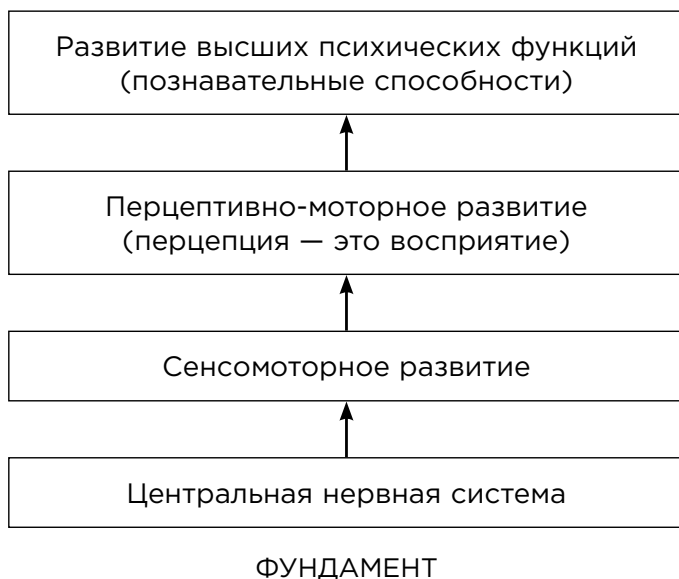 Развитие высших психических функций
(познавательные способности)
Перцептивно-моторное развитие
(перцепция — это восприятие)
Сенсомоторное развитие
Центральная нервная система
ФУНДАМЕНТ